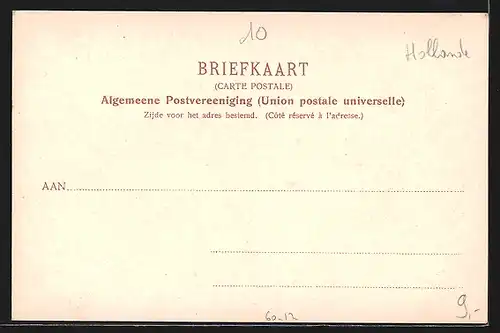 10
Hollande
BRIEFKAART
(CARTE POSTALE)
Algemeene Postvereeniging (Union postale universelle)
Zijde voor het adres bestemd. (Côté réservé à l'adresse.)
AAN
60-12
9,-